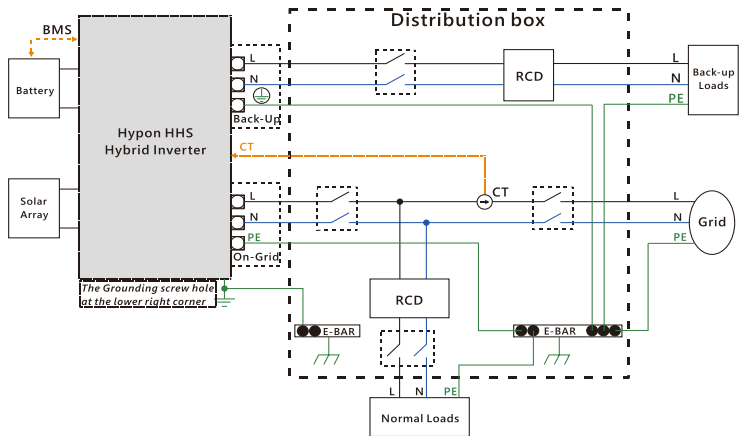 Distribution box
BMS
Battery
Hypon HHS
Hybrid Inverter
L
N
Back-Up
RCD
L
N
PE
Back-up
Loads
CT
Solar
Array
L
N
PE
On-Grid
CT
L
N
PE
Grid
The Grounding screw hole
at the lower right corner
RCD
E-BAR
E-BAR
L
N
PE
Normal Loads